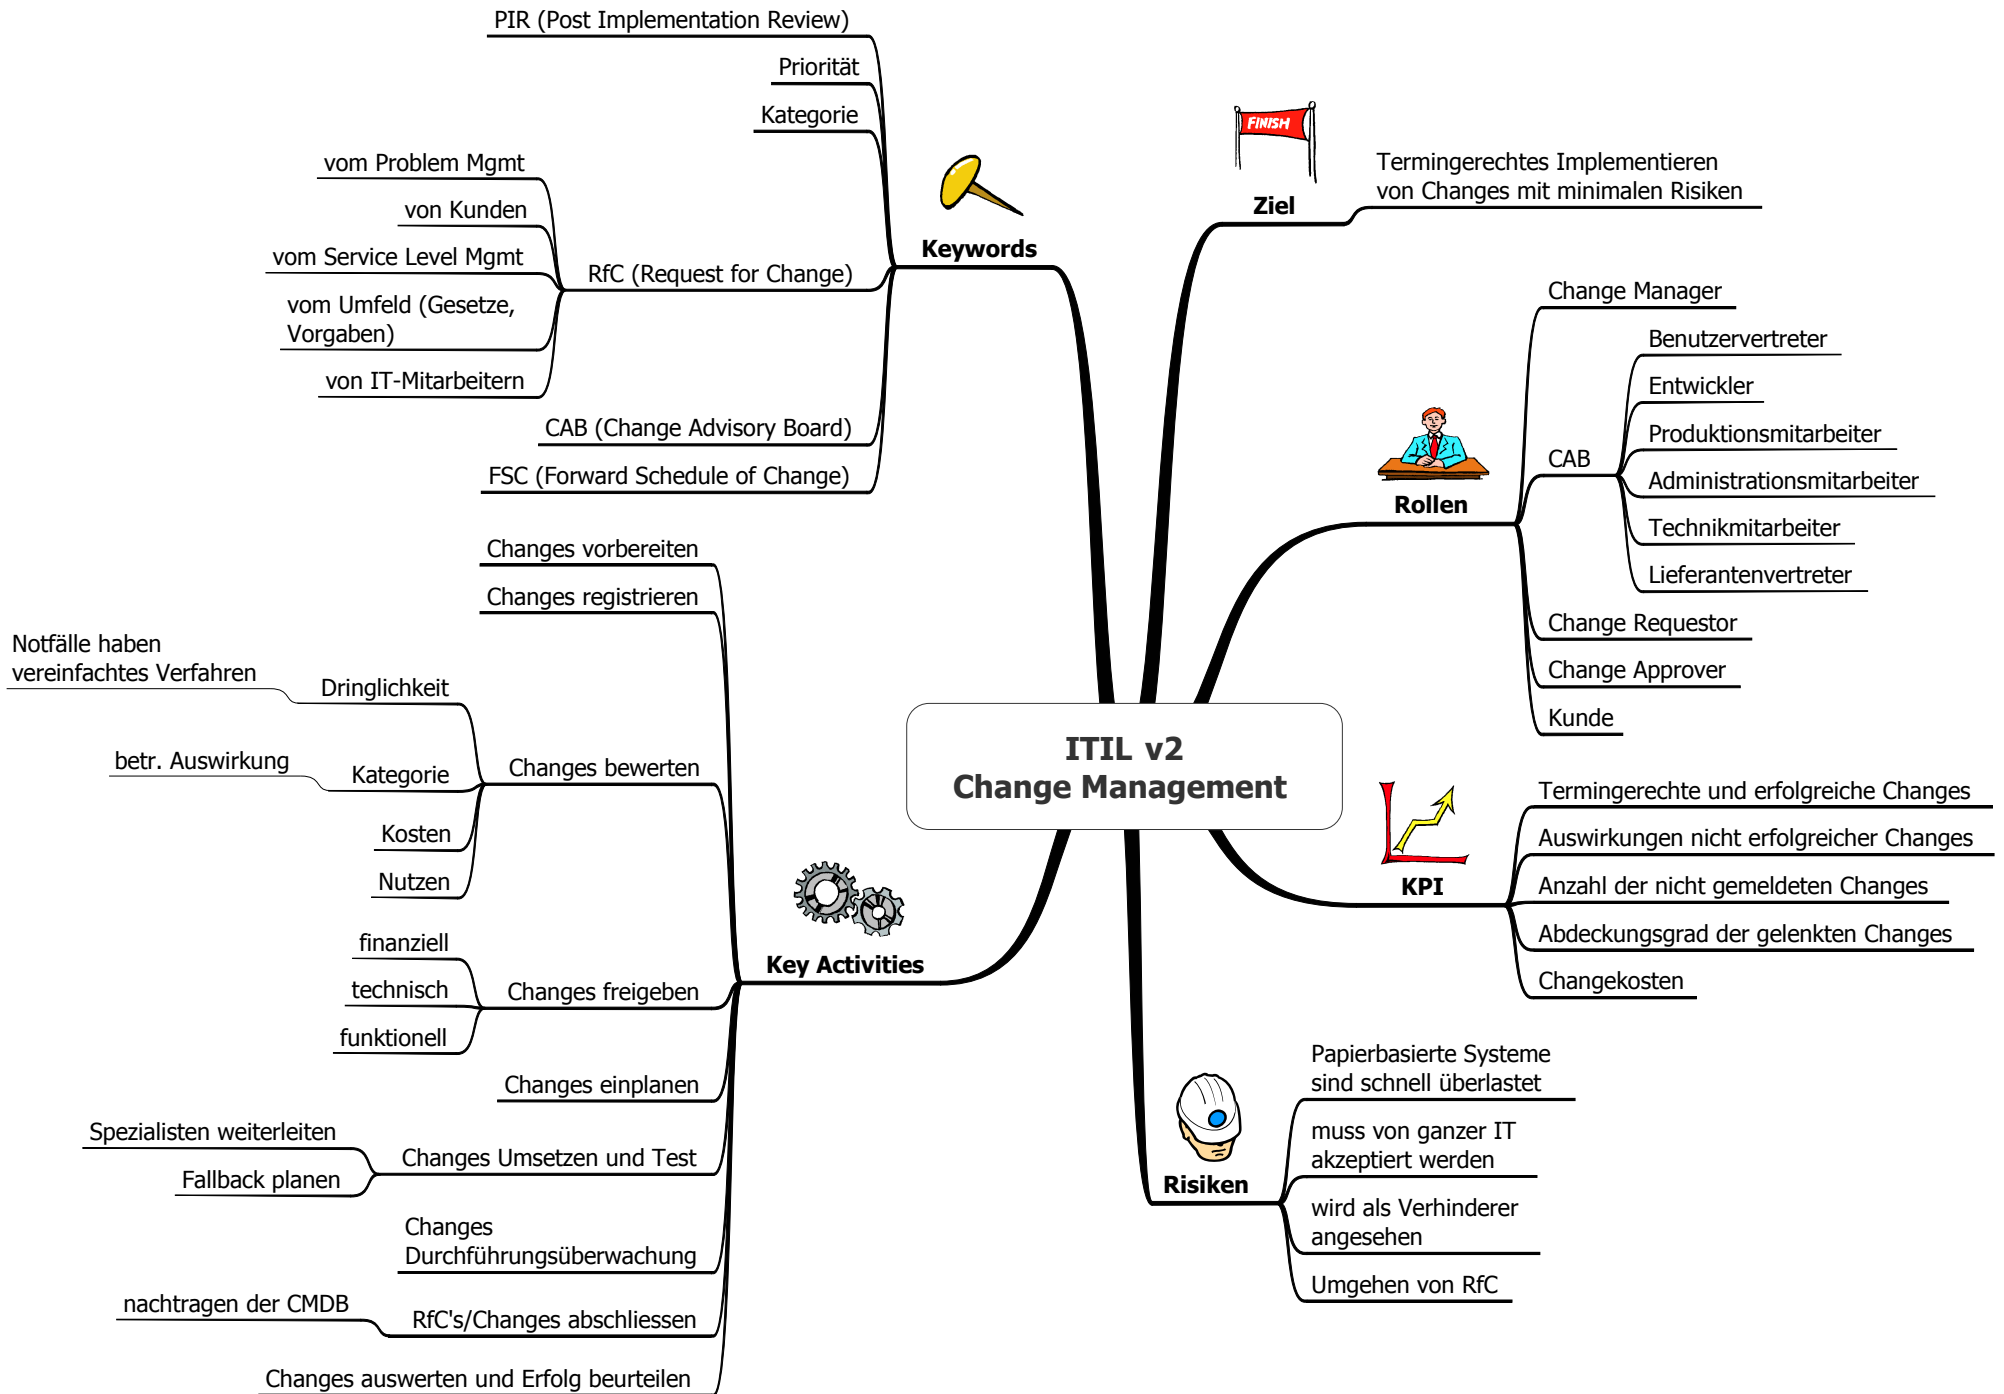 ITIL v2
Change Management
FINISH
Ziel
Termingerechtes Implementieren
von Changes mit minimalen Risiken
Rollen
Change Manager
CAB
Benutzervertreter
Entwickler
Produktionsmitarbeiter
Administrationsmitarbeiter
Technikmitarbeiter
Lieferantenvertreter
Change Requestor
Change Approver
Kunde
KPI
Termingerechte und erfolgreiche Changes
Auswirkungen nicht erfolgreicher Changes
Anzahl der nicht gemeldeten Changes
Abdeckungsgrad der gelenkten Changes
Changekosten
Risiken
Papierbasierte Systeme
sind schnell überlastet
muss von ganzer IT
akzeptiert werden
wird als Verhinderer
angesehen
Umgehen von RfC
Keywords
PIR (Post Implementation Review)
Priorität
Kategorie
RfC (Request for Change)
vom Problem Mgmt
von Kunden
vom Service Level Mgmt
vom Umfeld (Gesetze,
Vorgaben)
von IT-Mitarbeitern
CAB (Change Advisory Board)
FSC (Forward Schedule of Change)
Key Activities
Changes vorbereiten
Changes registrieren
Changes bewerten
Dringlichkeit
Notfälle haben
vereinfachtes Verfahren
Kategorie
betr. Auswirkung
Kosten
Nutzen
Changes freigeben
finanziell
technisch
funktionell
Changes einplanen
Changes Umsetzen und Test
Spezialisten weiterleiten
Fallback planen
Changes
Durchführungsüberwachung
RfC's/Changes abschliessen
nachtragen der CMDB
Changes auswerten und Erfolg beurteilen